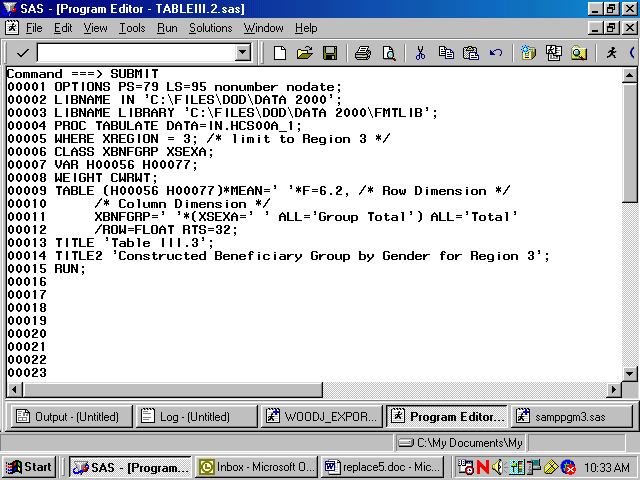 SAS - [Program Editor - TABLEIII.2.sas]
File Edit View Tools Run Solutions Window Help
Command ===> SUBMIT
00001 OPTIONS PS=79 LS=95 nonumber nodate;
00002 LIBNAME IN 'C:\FILES\DOD\DATA 2000';
00003 LIBNAME LIBRARY 'C:\FILES\DOD\DATA 2000\FMTLIB';
00004 PROC TABULATE DATA=IN.HCS00A_1;
00005 WHERE XREGION = 3; /* limit to Region 3 */
00006 CLASS XBNFGRP XSEXA;
00007 VAR H00056 H00077;
00008 WEIGHT CWRWT;
00009 TABLE (H00056 H00077)*MEAN=' '*F=6.2, /* Row Dimension */
00010 /* Column Dimension */
00011 XBNFGRP=' '*(XSEXA=' ' ALL='Group Total') ALL='Total'
00012 /ROW=FLOAT RTS=32;
00013 TITLE 'Table III.3';
00014 TITLE2 'Constructed Beneficiary Group by Gender for Region 3';
00015 RUN;
00016
00017
00018
00019
00020
00021
00022
00023
Output - (Untitled) Log - (Untitled) WOODJ_EXPOR... Program Editor... samppgm3.sas
C:\My Documents\My
Start SAS - [Program... Inbox - Microsoft O... replace5.doc - Mic... 10:33 AM